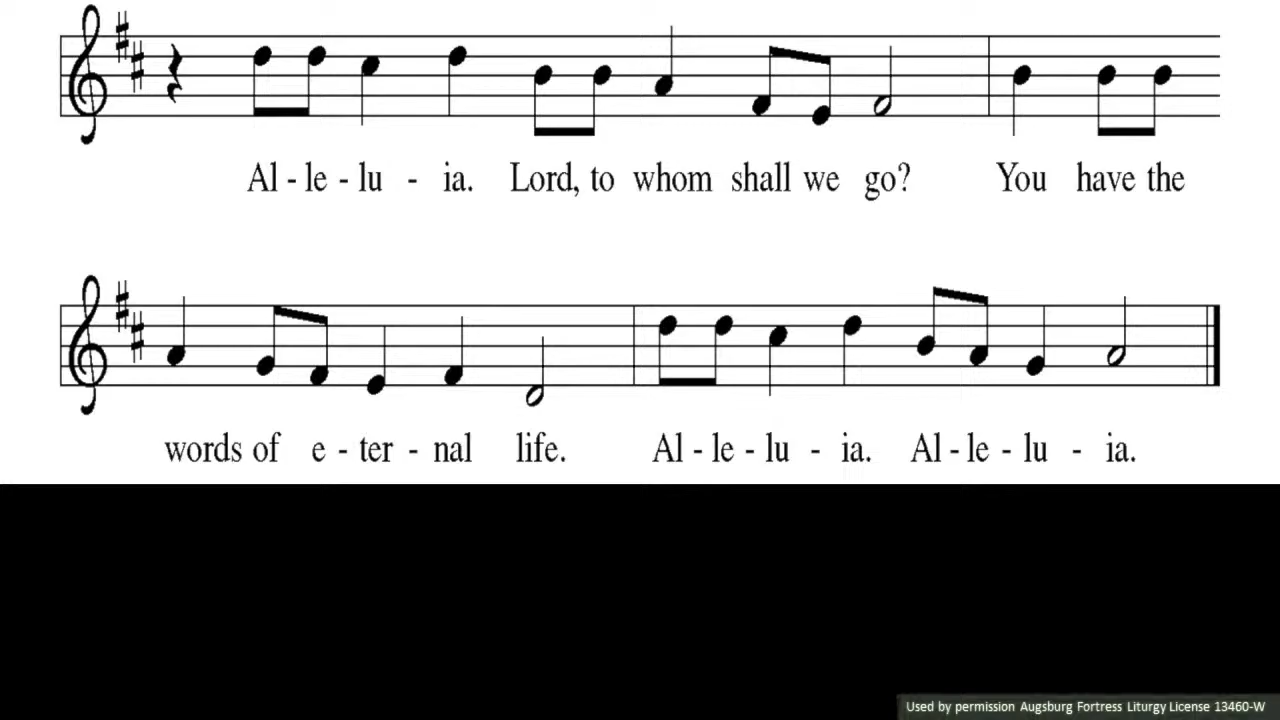 Al - le - lu - ia. Lord, to whom shall we go? You have the
words of e - ter - nal life. Al - le - lu - ia. Al - le - lu - ia.
Used by permission Augsburg Fortress Liturgy License 13460-W